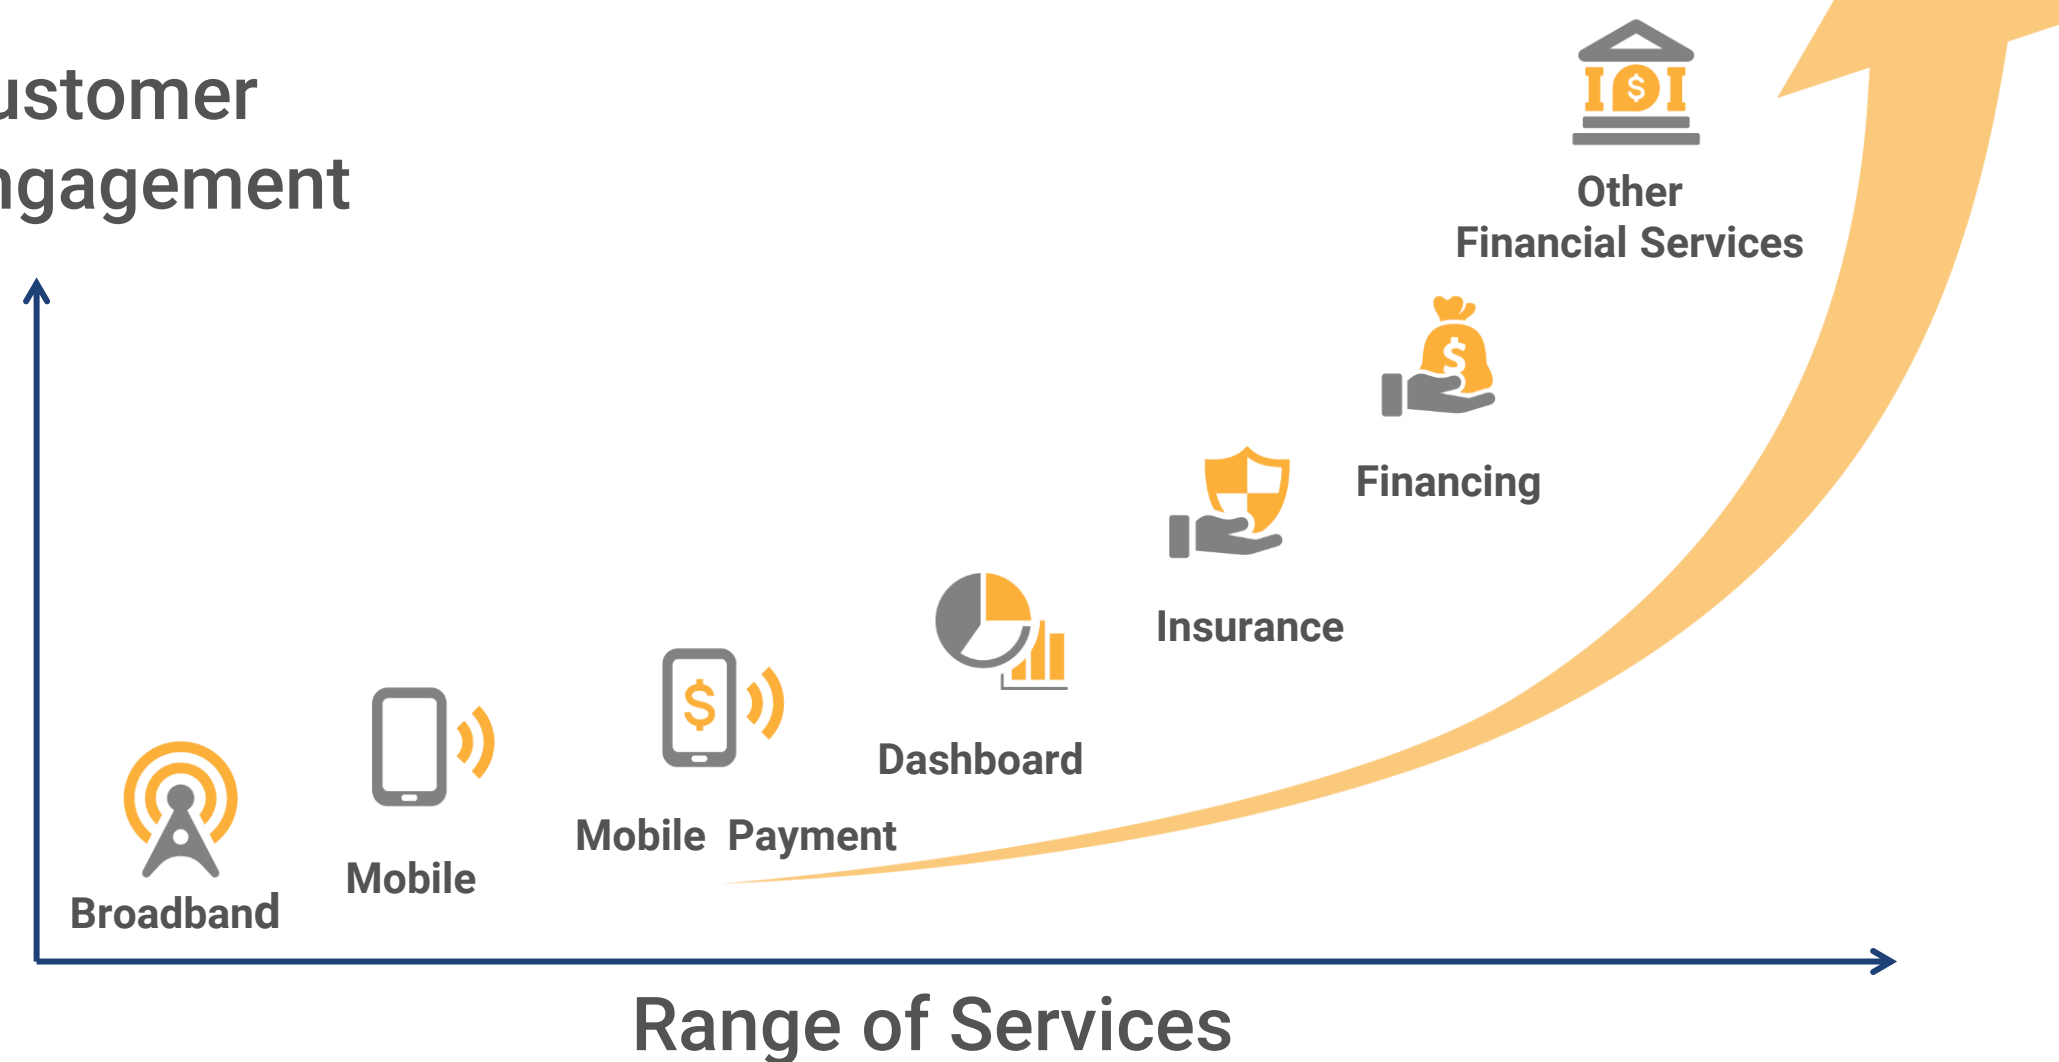 ustomer
ngagement
Other
Financial Services
Financing
Insurance
Dashboard
Mobile Payment
Mobile
Broadband
Range of Services